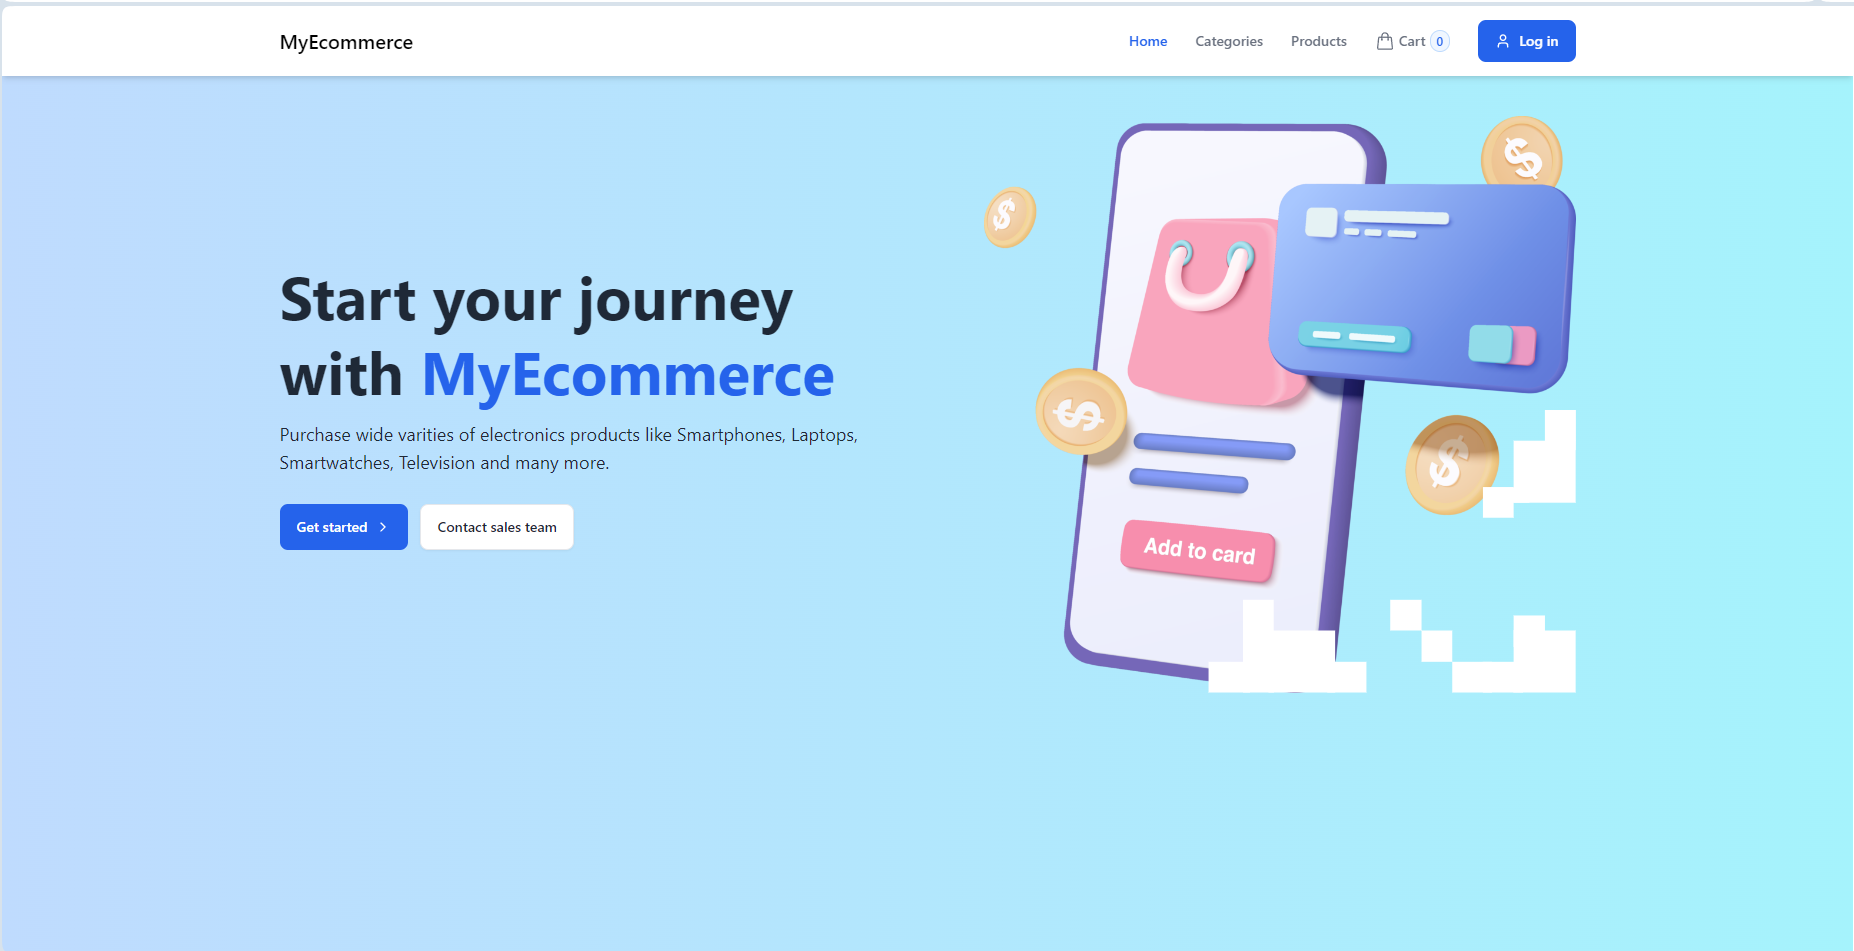 MyEcommerce
Home Categories Products Cart 0 Log in
Start your journey
with MyEcommerce
Purchase wide varities of electronics products like Smartphones, Laptops,
Smartwatches, Television and many more.
Get started Contact sales team
$
$
$
$
Add to card